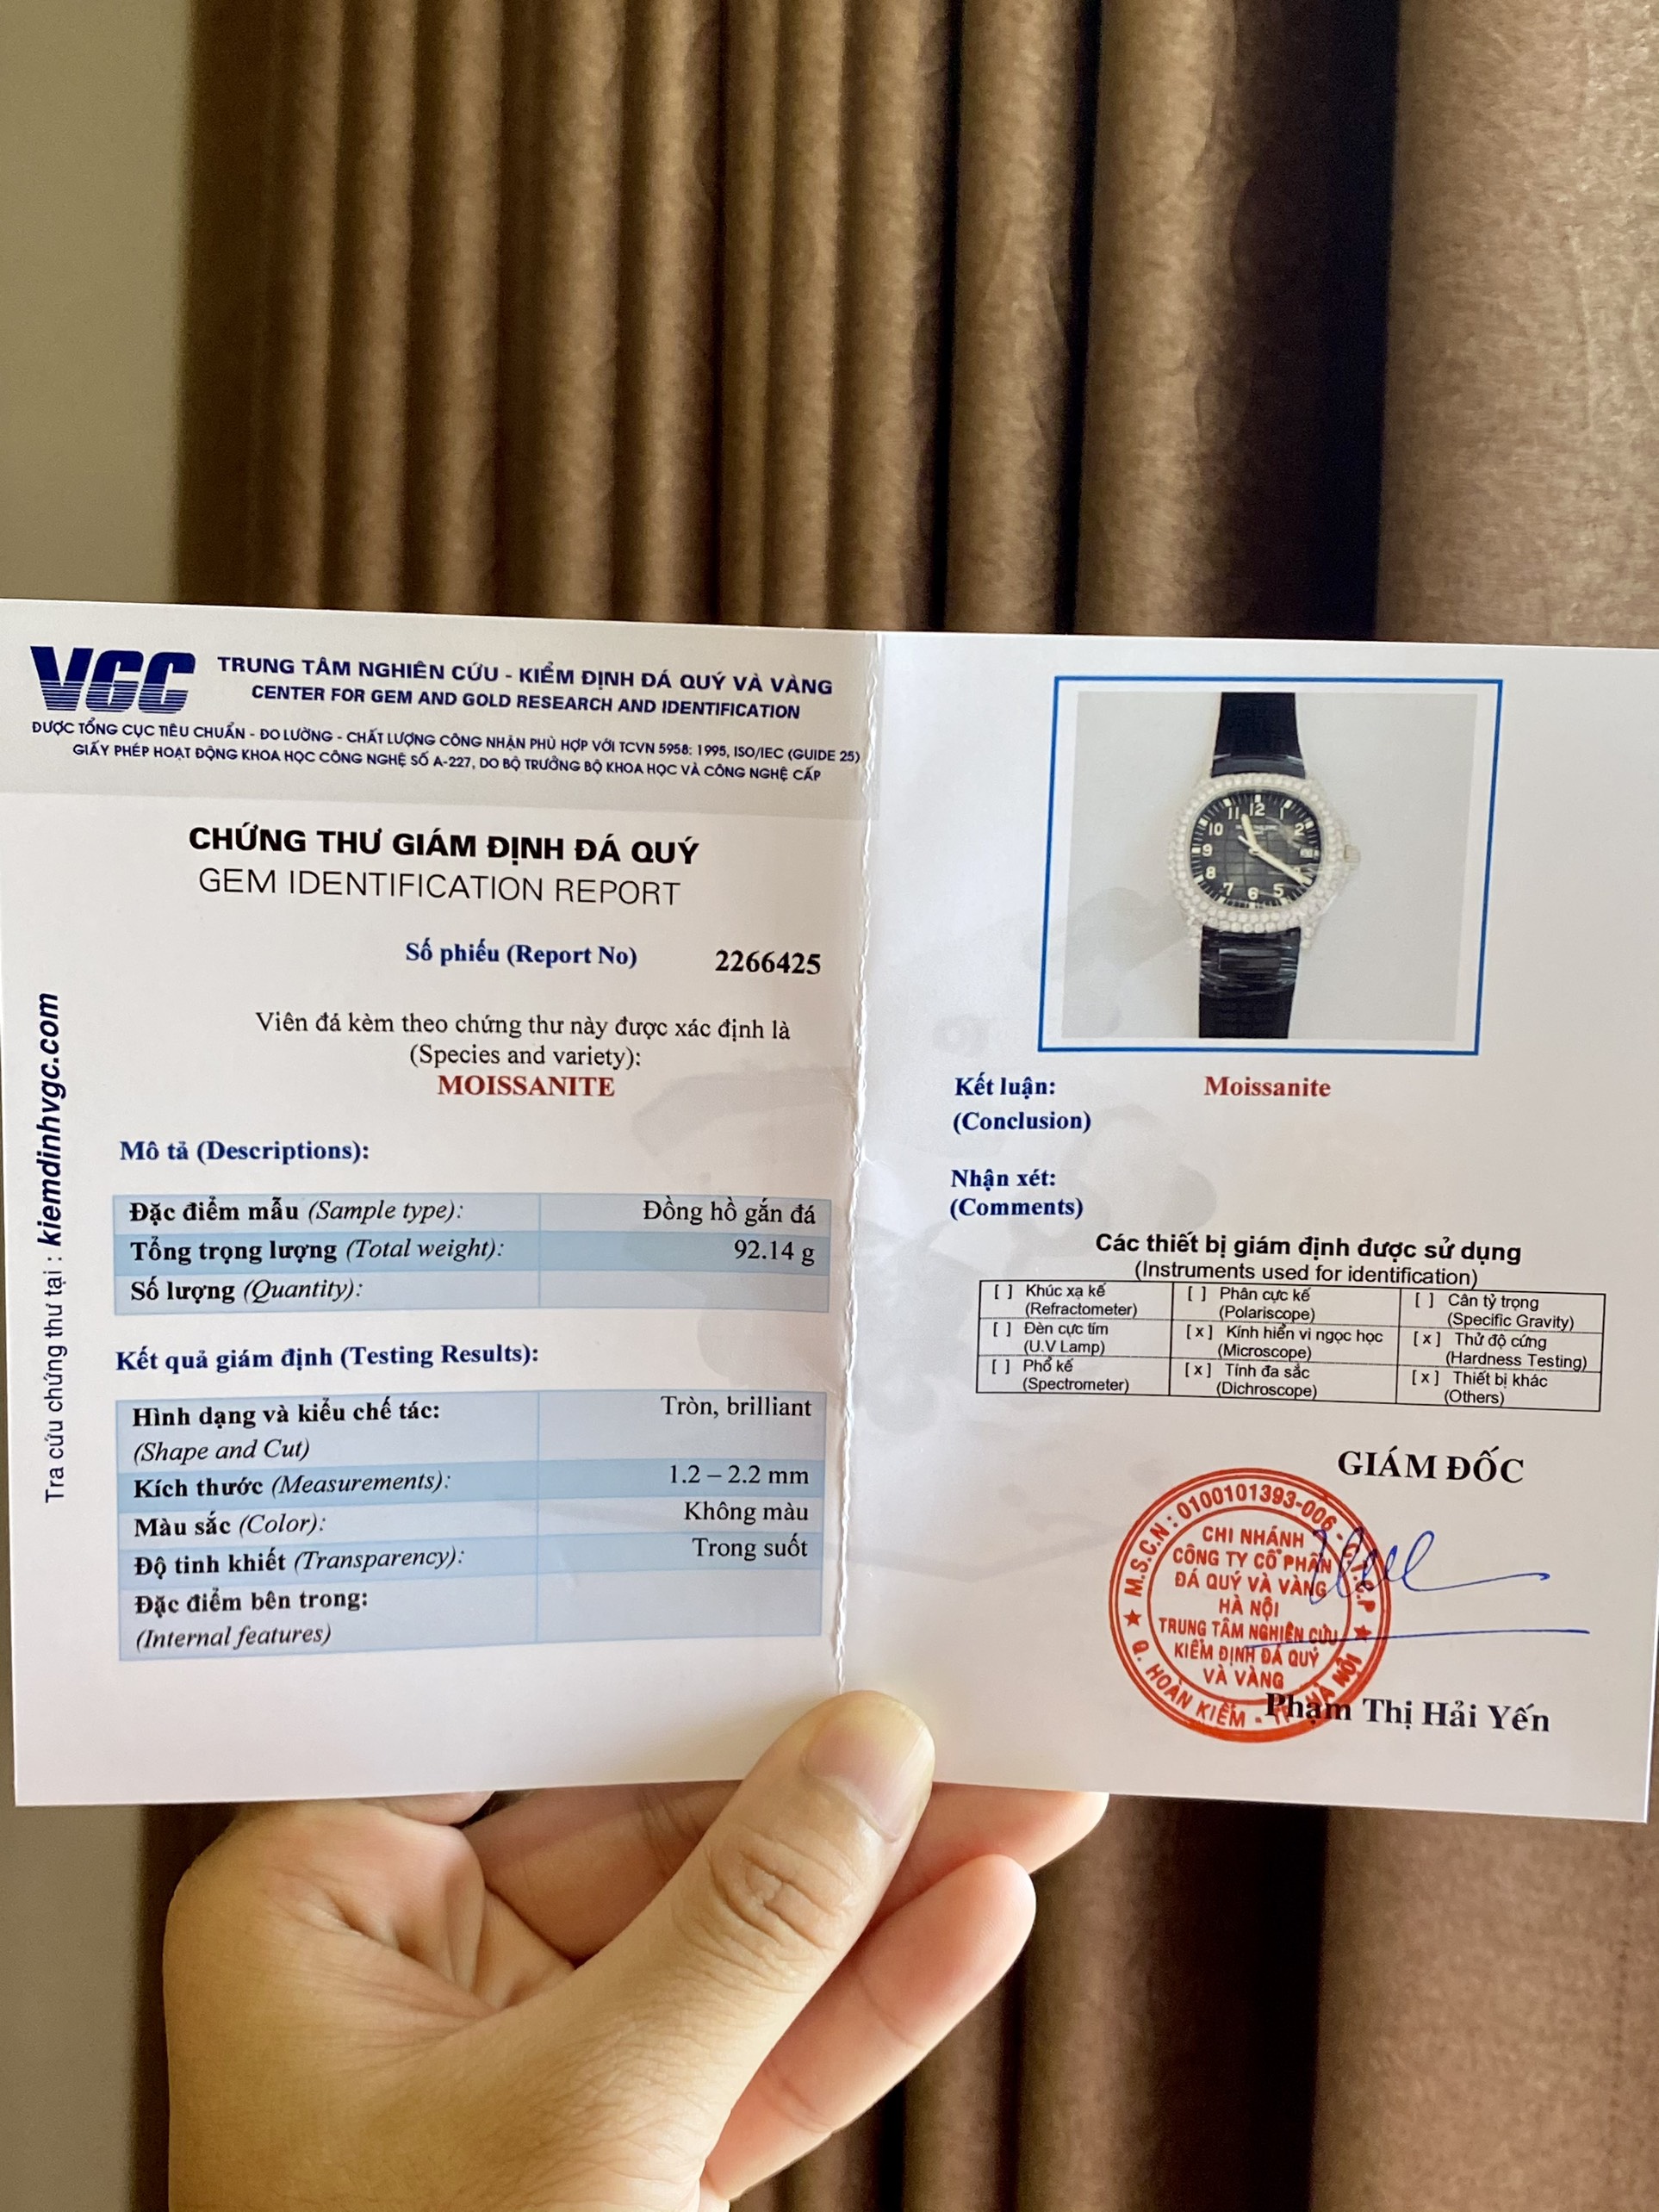 VGC
TRUNG TÂM NGHIÊN CỨU - KIỂM ĐỊNH ĐÁ QUÝ VÀ VÀNG
CENTER FOR GEM AND GOLD RESEARCH AND IDENTIFICATION
ĐƯỢC TỔNG CỤC TIÊU CHUẨN - ĐO LƯỜNG - CHẤT LƯỢNG CÔNG NHẬN PHÙ HỢP VỚI TCVN 5958: 1995, ISO/IEC (GUIDE 25)
GIẤY PHÉP HOẠT ĐỘNG KHOA HỌC CÔNG NGHỆ SỐ A-227, DO BỘ TRƯỞNG BỘ KHOA HỌC VÀ CÔNG NGHỆ CẤP
CHỨNG THƯ GIÁM ĐỊNH ĐÁ QUÝ
GEM IDENTIFICATION REPORT
Số phiếu (Report No) 2266425
Viên đá kèm theo chứng thư này được xác định là
(Species and variety):
MOISSANITE
Mô tả (Descriptions):
Đặc điểm mẫu (Sample type): Đồng hồ gắn đá
Tổng trọng lượng (Total weight): 92.14 g
Số lượng (Quantity):
Kết quả giám định (Testing Results):
Hình dạng và kiểu chế tác: Tròn, brilliant
(Shape and Cut)
Kích thước (Measurements): 1.2 – 2.2 mm
Màu sắc (Color): Không màu
Độ tinh khiết (Transparency): Trong suốt
Đặc điểm bên trong:
(Internal features)
Tra cứu chứng thư tại : kiemdinhvgc.com
11 12 1
10 2
9
8
7 6 5
Kết luận: Moissanite
(Conclusion)
Nhận xét:
(Comments)
Các thiết bị giám định được sử dụng
(Instruments used for identification)
[ ] Khúc xạ kế [ ] Phân cực kế [ ] Cân tỷ trọng
(Refractometer) (Polariscope) (Specific Gravity)
[ ] Đèn cực tím [x] Kính hiển vi ngọc học [x] Thử độ cứng
(U.V Lamp) (Microscope) (Hardness Testing)
[ ] Phổ kế [x] Tính đa sắc [x] Thiết bị khác
(Spectrometer) (Dichroscope) (Others)
GIÁM ĐỐC
M.S.C.N: 0100101393-006 - C.T.C.P
CHI NHÁNH
CÔNG TY CỔ PHẦN
ĐÁ QUÝ VÀ VÀNG
HÀ NỘI
TRUNG TÂM NGHIÊN CỨU
KIỂM ĐỊNH ĐÁ QUÝ
VÀ VÀNG
Q. HOÀN KIẾM - TP HÀ NỘI
Phạm Thị Hải Yến